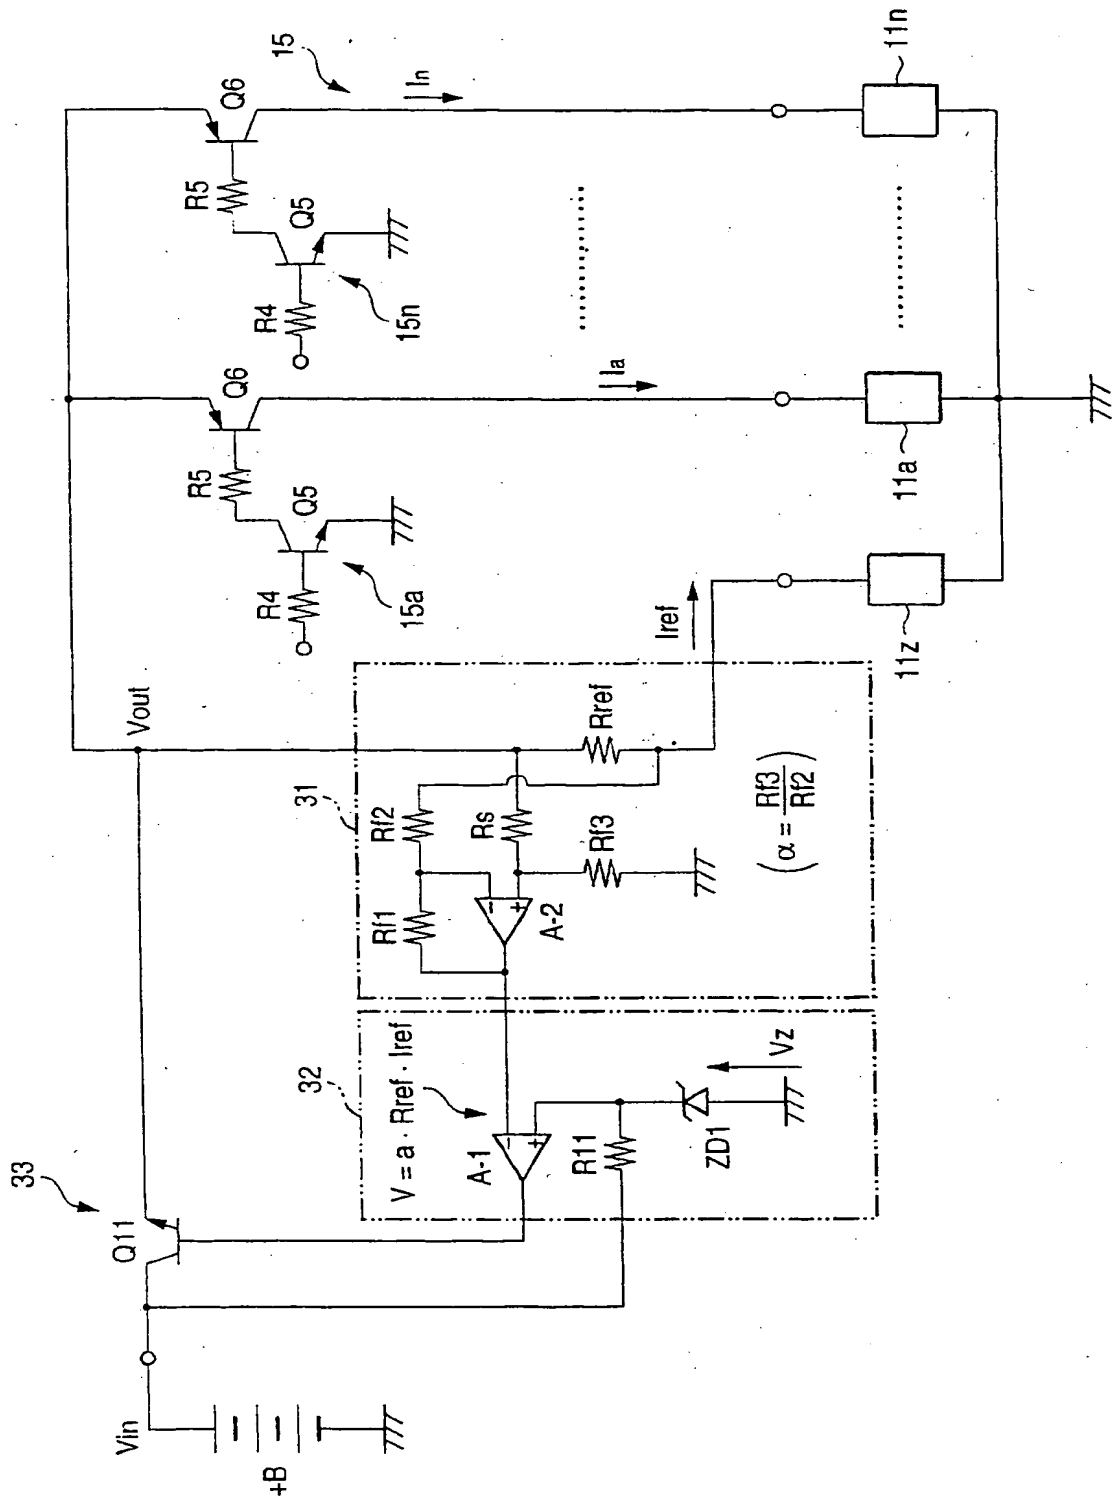 33
Vin
+B
Q11
Vout
32
V = a · Rref · Iref
A-1
R11
ZD1
Vz
31
Rf1
Rf2
Rs
A-2
Rf3
Rref
(α = Rf3
Rf2)
Iref
11z
R4
Q5
R5
Q6
15a
Ia
11a
R4
Q5
R5
Q6
15n
15
In
11n
- +
- +